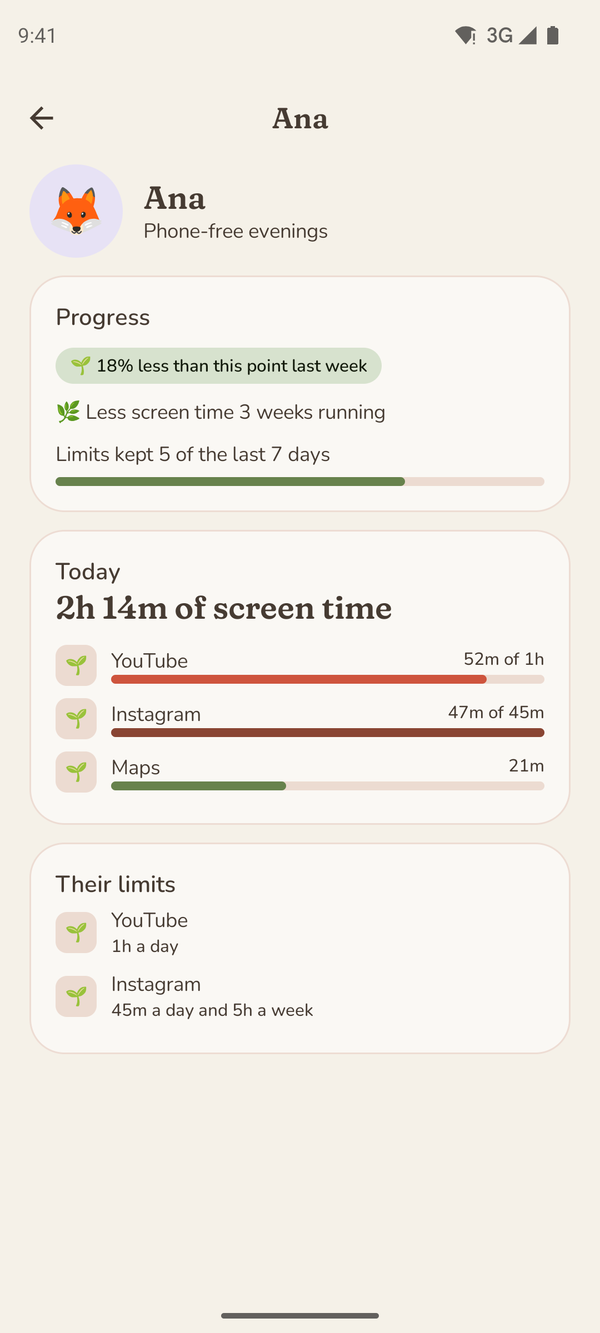 9:41
3G
Ana
Ana
Phone-free evenings
Progress
18% less than this point last week
Less screen time 3 weeks running
Limits kept 5 of the last 7 days
Today
2h 14m of screen time
YouTube 52m of 1h
Instagram 47m of 45m
Maps 21m
Their limits
YouTube
1h a day
Instagram
45m a day and 5h a week